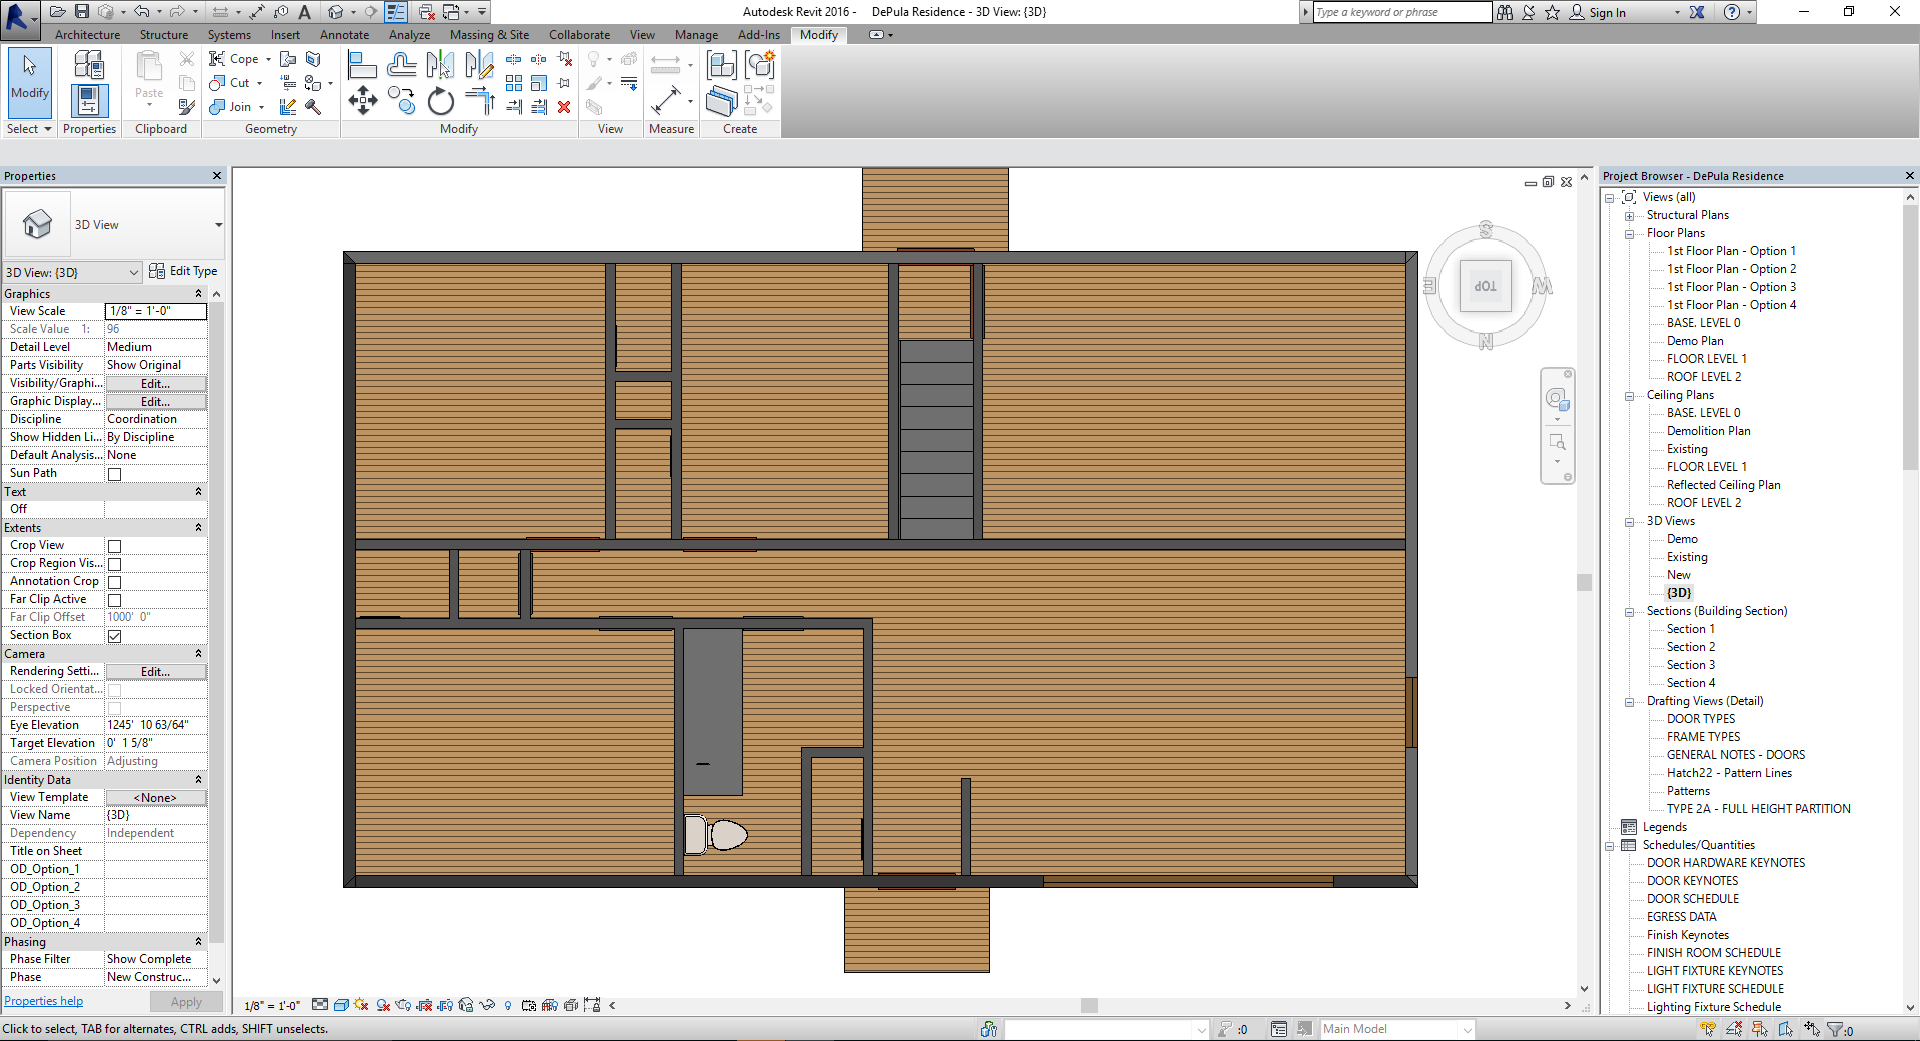 Autodesk Revit 2016 -     DePula Residence - 3D View: {3D}
Type a keyword or phrase
Sign In
Architecture Structure Systems Insert Annotate Analyze Massing & Site Collaborate View Manage Add-Ins Modify
Modify
Paste
Cope
Cut
Join
Select Properties Clipboard Geometry Modify View Measure Create
Properties
3D View
3D View: {3D}
Edit Type
Graphics
View Scale 1/8" = 1'-0"
Scale Value 1: 96
Detail Level Medium
Parts Visibility Show Original
Visibility/Graphi... Edit...
Graphic Display... Edit...
Discipline Coordination
Show Hidden Li... By Discipline
Default Analysis... None
Sun Path
Text
Off
Extents
Crop View
Crop Region Vis...
Annotation Crop
Far Clip Active
Far Clip Offset 1000' 0"
Section Box
Camera
Rendering Setti... Edit...
Locked Orientat...
Perspective
Eye Elevation 1245' 10 63/64"
Target Elevation 0' 1 5/8"
Camera Position Adjusting
Identity Data
View Template <None>
View Name {3D}
Dependency Independent
Title on Sheet
OD_Option_1
OD_Option_2
OD_Option_3
OD_Option_4
Phasing
Phase Filter Show Complete
Phase New Construc...
Properties help
Apply
S
E
TOP
W
N
1/8" = 1'-0"
Project Browser - DePula Residence
Views (all)
Structural Plans
Floor Plans
1st Floor Plan - Option 1
1st Floor Plan - Option 2
1st Floor Plan - Option 3
1st Floor Plan - Option 4
BASE. LEVEL 0
Demo Plan
FLOOR LEVEL 1
ROOF LEVEL 2
Ceiling Plans
BASE. LEVEL 0
Demolition Plan
Existing
FLOOR LEVEL 1
Reflected Ceiling Plan
ROOF LEVEL 2
3D Views
Demo
Existing
New
{3D}
Sections (Building Section)
Section 1
Section 2
Section 3
Section 4
Drafting Views (Detail)
DOOR TYPES
FRAME TYPES
GENERAL NOTES - DOORS
Hatch22 - Pattern Lines
Patterns
TYPE 2A - FULL HEIGHT PARTITION
Legends
Schedules/Quantities
DOOR HARDWARE KEYNOTES
DOOR KEYNOTES
DOOR SCHEDULE
EGRESS DATA
Finish Keynotes
FINISH ROOM SCHEDULE
LIGHT FIXTURE KEYNOTES
LIGHT FIXTURE SCHEDULE
Lighting Fixture Schedule
Click to select, TAB for alternates, CTRL adds, SHIFT unselects.
:0
Main Model
:0